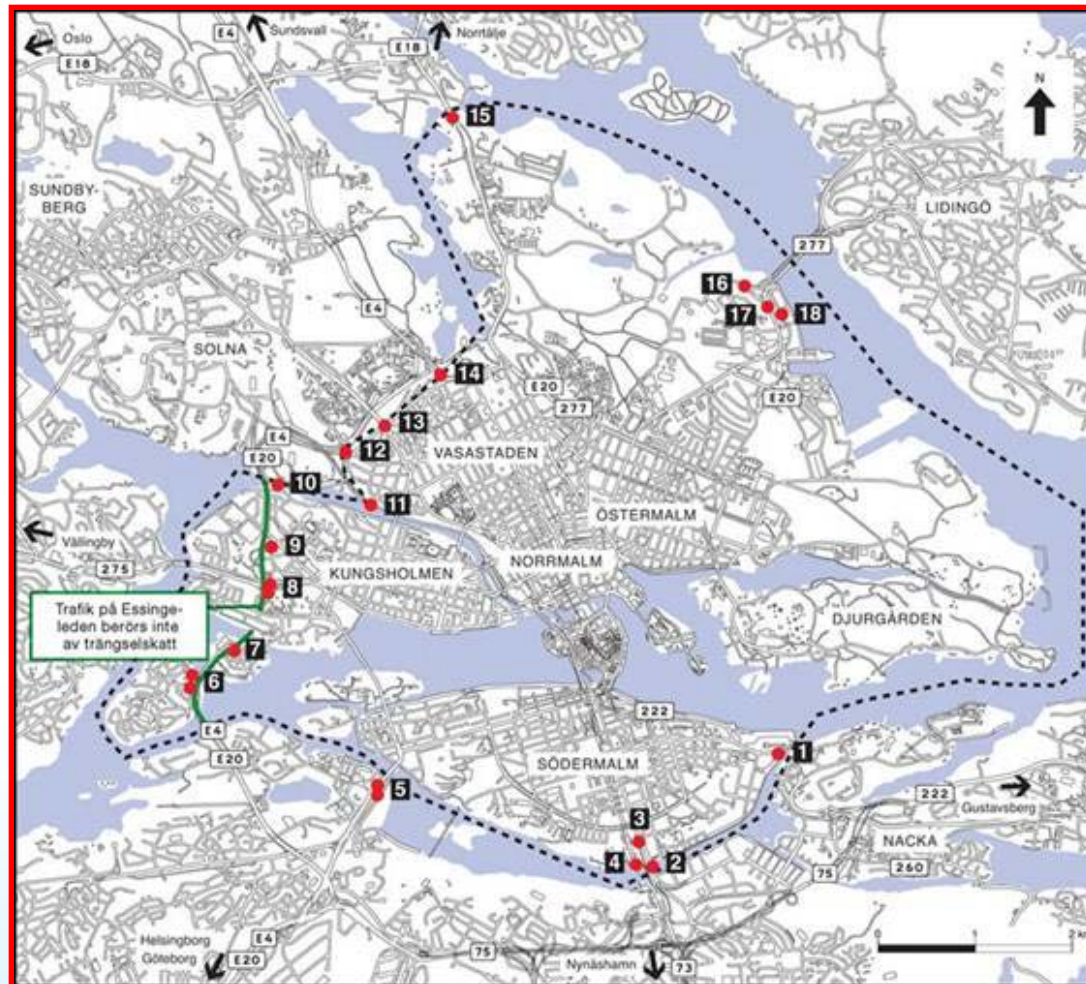 Oslo
E4
Sundsvall
E18
Norrtälje
E18
N
15
SUNDBY-
BERG
LIDINGÖ
277
16
17
18
E4
SOLNA
14
E20
277
E20
13
E4
12
VASASTADEN
E20
10
11
ÖSTERMALM
Vällingby
9
NORRMALM
275
8
KUNGSHOLMEN
Trafik på Essinge-
leden berörs inte
av trängselskatt
DJURGÅRDEN
7
6
222
E4
E20
1
SÖDERMALM
5
222
Gustavsberg
3
NACKA
4
2
260
75
Helsingborg
Göteborg
E4
E20
75
Nynäshamn
73
0
1
2 km